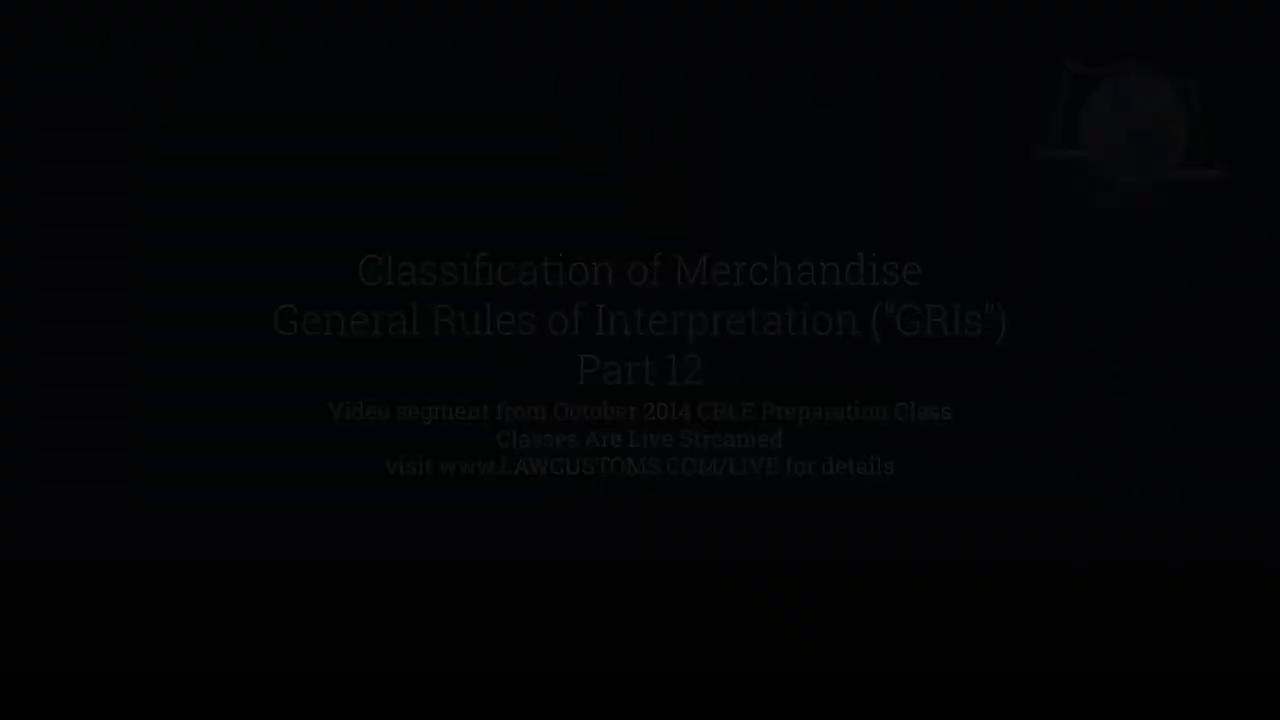 Classification of Merchandise
General Rules of Interpretation ("GRIs")
Part 12
Video segment from October 2014 CBLE Preparation Class
Classes Are Live Streamed
visit www.LAWCUSTOMS.COM/LIVE for details